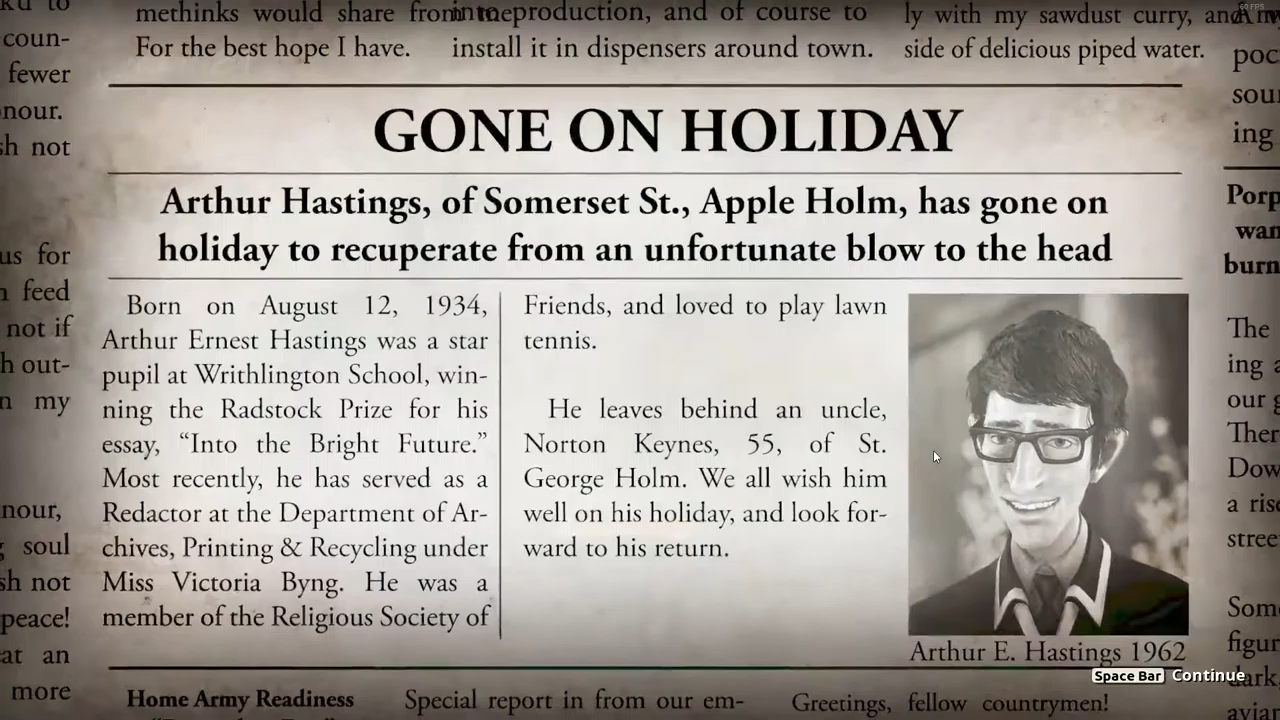 methinks would share from me
For the best hope I have.
into production, and of course to
install it in dispensers around town.
ly with my sawdust curry, and
side of delicious piped water.
60 FPS
coun-
fewer
nour.
sh not
us for
feed
not if
h out-
my
nour,
soul
sh not
peace!
at an
more
GONE ON HOLIDAY
Arthur Hastings, of Somerset St., Apple Holm, has gone on
holiday to recuperate from an unfortunate blow to the head
Born on August 12, 1934,
Arthur Ernest Hastings was a star
pupil at Writhlington School, win-
ning the Radstock Prize for his
essay, “Into the Bright Future.”
Most recently, he has served as a
Redactor at the Department of Ar-
chives, Printing & Recycling under
Miss Victoria Byng. He was a
member of the Religious Society of
Friends, and loved to play lawn
tennis.
He leaves behind an uncle,
Norton Keynes, 55, of St.
George Holm. We all wish him
well on his holiday, and look for-
ward to his return.
Arthur E. Hastings 1962
Space Bar Continue
poc
sou
ing
Porp
wan
burn
The
ing a
our g
Ther
Dow
a rise
stree
Som
figur
dark.
avian
Home Army Readiness
Special report in from our em-
Greetings, fellow countrymen!